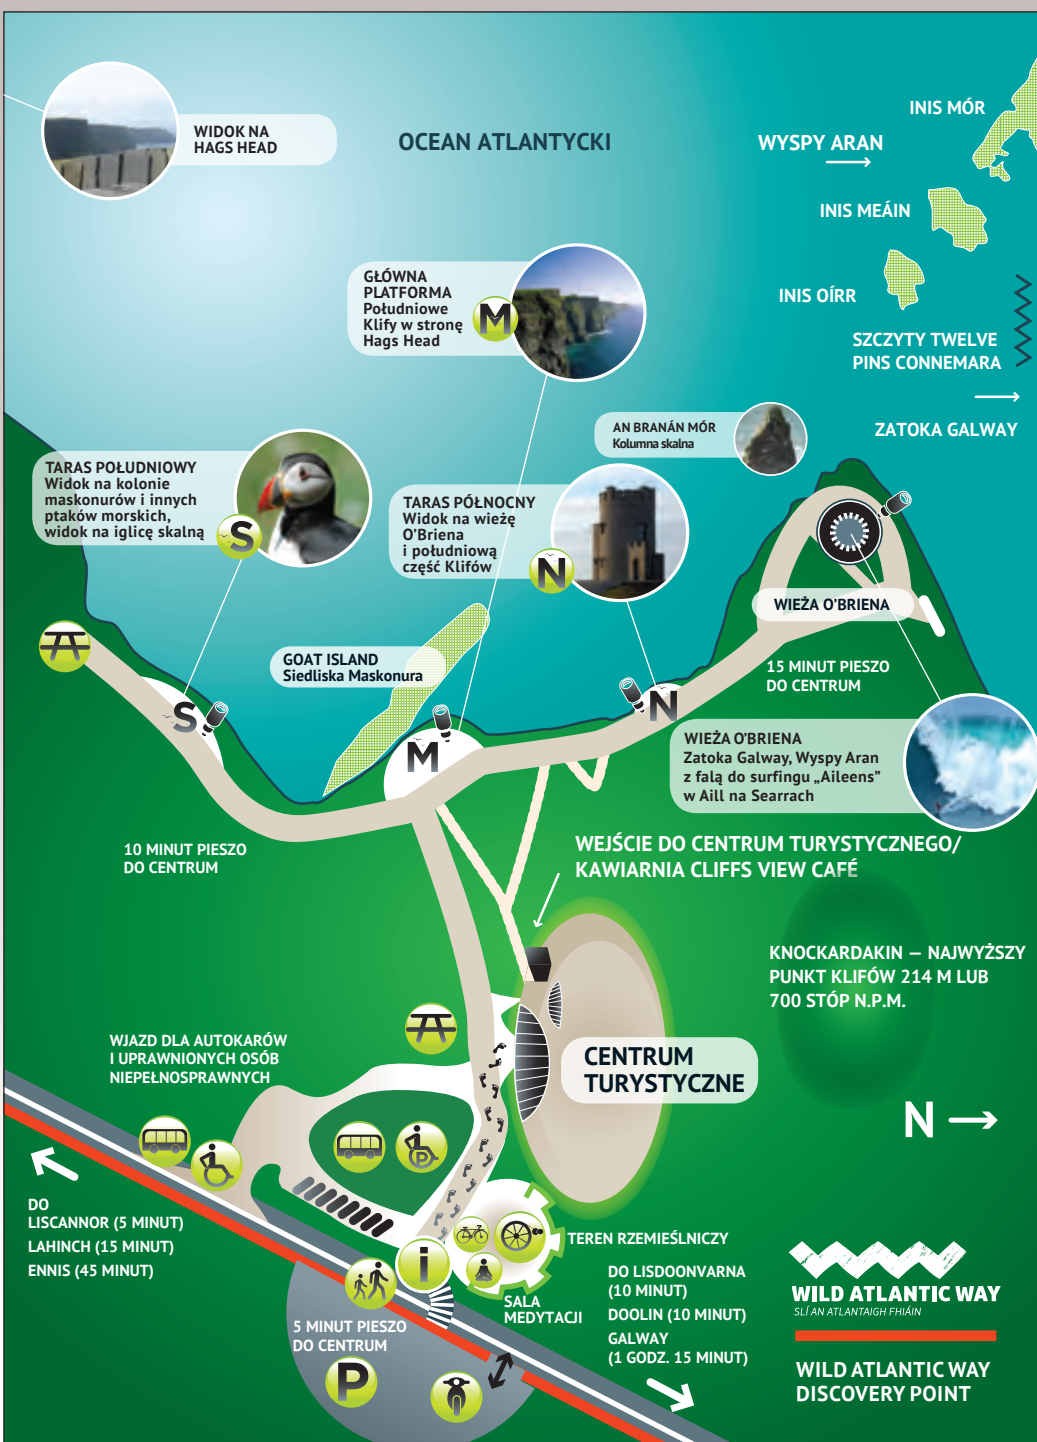 WIDOK NA
HAGS HEAD
OCEAN ATLANTYCKI
WYSPY ARAN
INIS MÓR
INIS MEÁIN
INIS OÍRR
SZCZYTY TWELVE
PINS CONNEMARA
ZATOKA GALWAY
GŁÓWNA
PLATFORMA
Południowe
Klify w stronę
Hags Head
M
AN BRANÁN MÓR
Kolumna skalna
TARAS POŁUDNIOWY
Widok na kolonie
maskonurów i innych
ptaków morskich,
widok na iglicę skalną
S
TARAS PÓŁNOCNY
Widok na wieżę
O’Briena
i południową
część Klifów
N
WIEŻA O’BRIENA
GOAT ISLAND
Siedliska Maskonura
15 MINUT PIESZO
DO CENTRUM
S
M
N
WIEŻA O’BRIENA
Zatoka Galway, Wyspy Aran
z falą do surfingu „Aileens”
w Aill na Searrach
10 MINUT PIESZO
DO CENTRUM
WEJŚCIE DO CENTRUM TURYSTYCZNEGO/
KAWIARNIA CLIFFS VIEW CAFÉ
KNOCKARDAKIN – NAJWYŻSZY
PUNKT KLIFÓW 214 M LUB
700 STÓP N.P.M.
WJAZD DLA AUTOKARÓW
I UPRAWNIONYCH OSÓB
NIEPEŁNOSPRAWNYCH
CENTRUM
TURYSTYCZNE
N
P
DO
LISCANNOR (5 MINUT)
LAHINCH (15 MINUT)
ENNIS (45 MINUT)
i
TEREN RZEMIEŚLNICZY
SALA
MEDYTACJI
DO LISDOONVARNA
(10 MINUT)
DOOLIN (10 MINUT)
GALWAY
(1 GODZ. 15 MINUT)
5 MINUT PIESZO
DO CENTRUM
P
WILD ATLANTIC WAY
SLÍ AN ATLANTAIGH FHIÁIN
WILD ATLANTIC WAY
DISCOVERY POINT